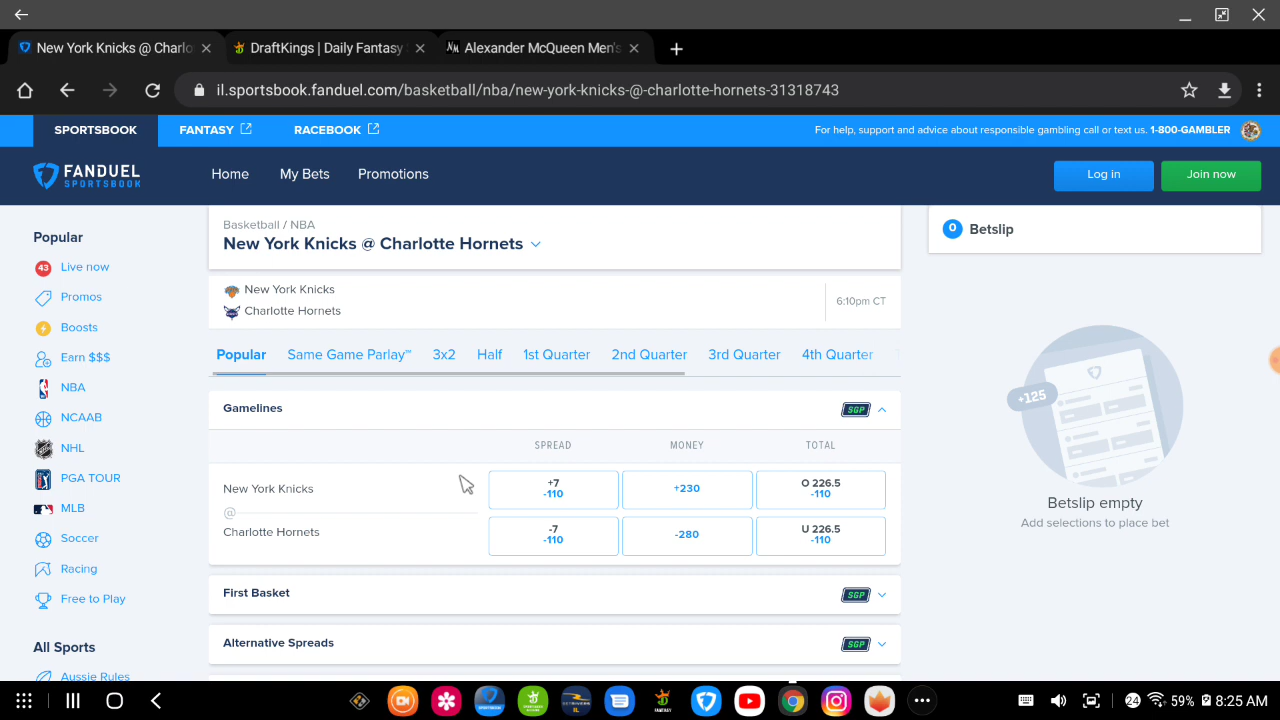 New York Knicks @ Charlo
DraftKings | Daily Fantasy
Alexander McQueen Men's
il.sportsbook.fanduel.com/basketball/nba/new-york-knicks-@-charlotte-hornets-31318743
SPORTSBOOK
FANTASY
RACEBOOK
For help, support and advice about responsible gambling call or text us. 1-800-GAMBLER
FANDUEL
SPORTSBOOK
Home
My Bets
Promotions
Log in
Join now
Popular
43 Live now
Promos
Boosts
Earn $$$
NBA
NCAAB
NHL
PGA TOUR
MLB
Soccer
Racing
Free to Play
All Sports
Aussie Rules
Basketball / NBA
New York Knicks @ Charlotte Hornets
New York Knicks
Charlotte Hornets
6:10pm CT
Popular Same Game Parlay™ 3x2 Half 1st Quarter 2nd Quarter 3rd Quarter 4th Quarter
Gamelines SGP
SPREAD MONEY TOTAL
New York Knicks
@
Charlotte Hornets
+7
-110
+230
O 226.5
-110
-7
-110
-280
U 226.5
-110
First Basket SGP
Alternative Spreads SGP
0 Betslip
+125
Betslip empty
Add selections to place bet
24 59% 8:25 AM